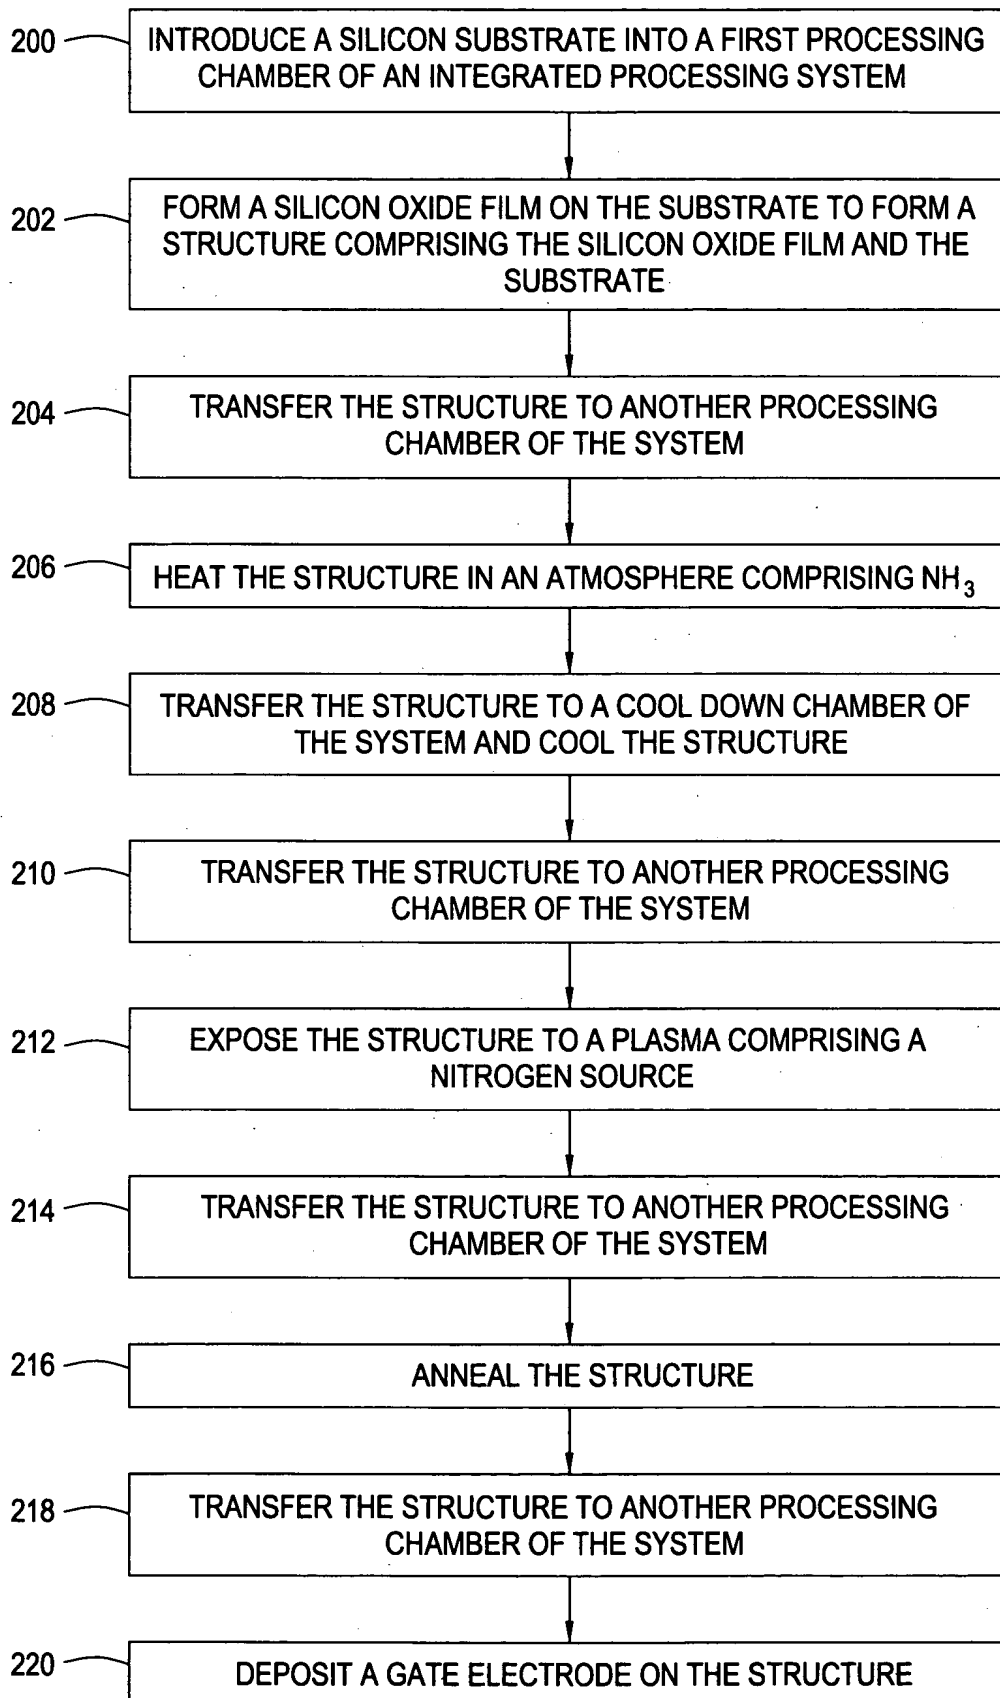 200
INTRODUCE A SILICON SUBSTRATE INTO A FIRST PROCESSING
CHAMBER OF AN INTEGRATED PROCESSING SYSTEM
202
FORM A SILICON OXIDE FILM ON THE SUBSTRATE TO FORM A
STRUCTURE COMPRISING THE SILICON OXIDE FILM AND THE
SUBSTRATE
204
TRANSFER THE STRUCTURE TO ANOTHER PROCESSING
CHAMBER OF THE SYSTEM
206
HEAT THE STRUCTURE IN AN ATMOSPHERE COMPRISING NH3
208
TRANSFER THE STRUCTURE TO A COOL DOWN CHAMBER OF
THE SYSTEM AND COOL THE STRUCTURE
210
TRANSFER THE STRUCTURE TO ANOTHER PROCESSING
CHAMBER OF THE SYSTEM
212
EXPOSE THE STRUCTURE TO A PLASMA COMPRISING A
NITROGEN SOURCE
214
TRANSFER THE STRUCTURE TO ANOTHER PROCESSING
CHAMBER OF THE SYSTEM
216
ANNEAL THE STRUCTURE
218
TRANSFER THE STRUCTURE TO ANOTHER PROCESSING
CHAMBER OF THE SYSTEM
220
DEPOSIT A GATE ELECTRODE ON THE STRUCTURE